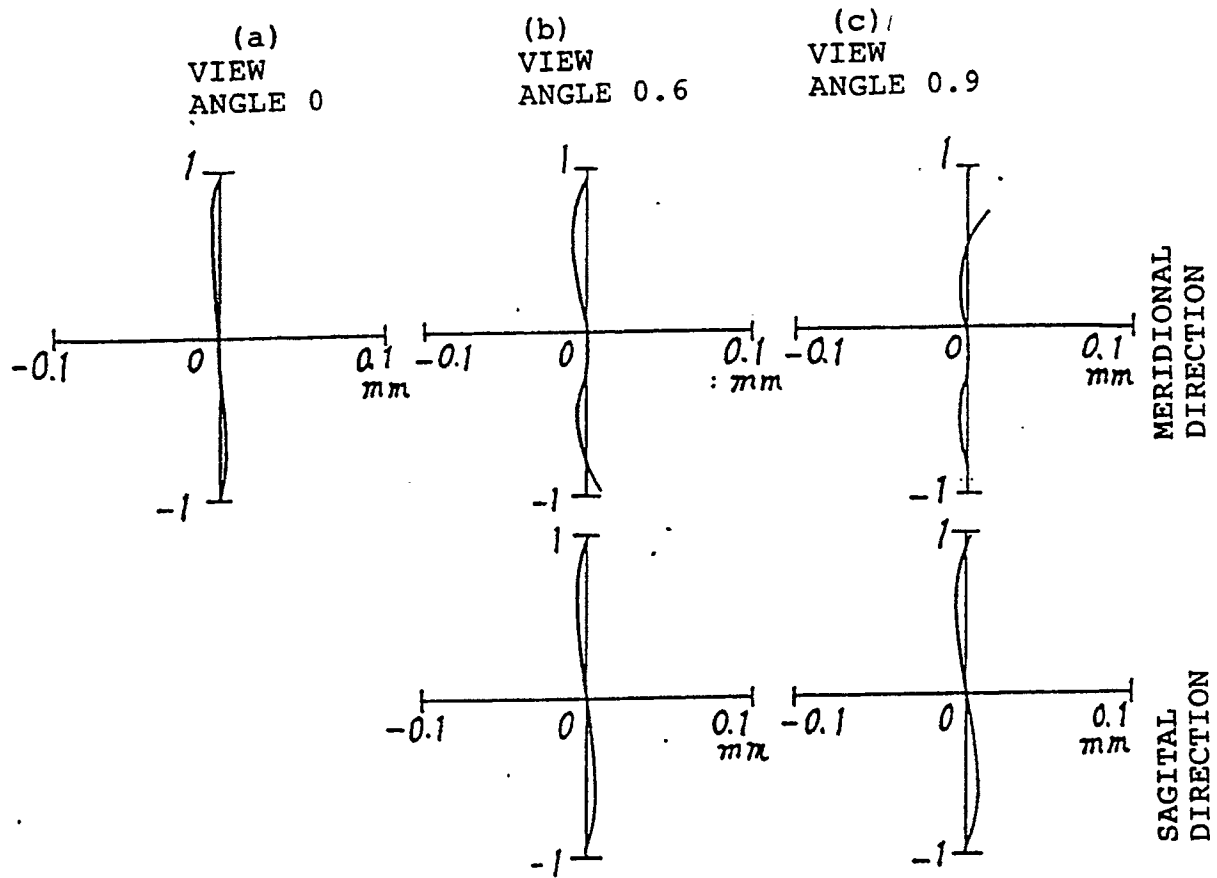 (a)
VIEW
ANGLE 0
(b)
VIEW
ANGLE 0.6
(c)
VIEW
ANGLE 0.9
1
-0.1
0
0.1
mm
-1
1
-0.1
0
0.1
mm
-1
1
-0.1
0
0.1
mm
-1
MERIDIONAL
DIRECTION
1
-0.1
0
0.1
mm
-1
1
-0.1
0
0.1
mm
-1
SAGITAL
DIRECTION